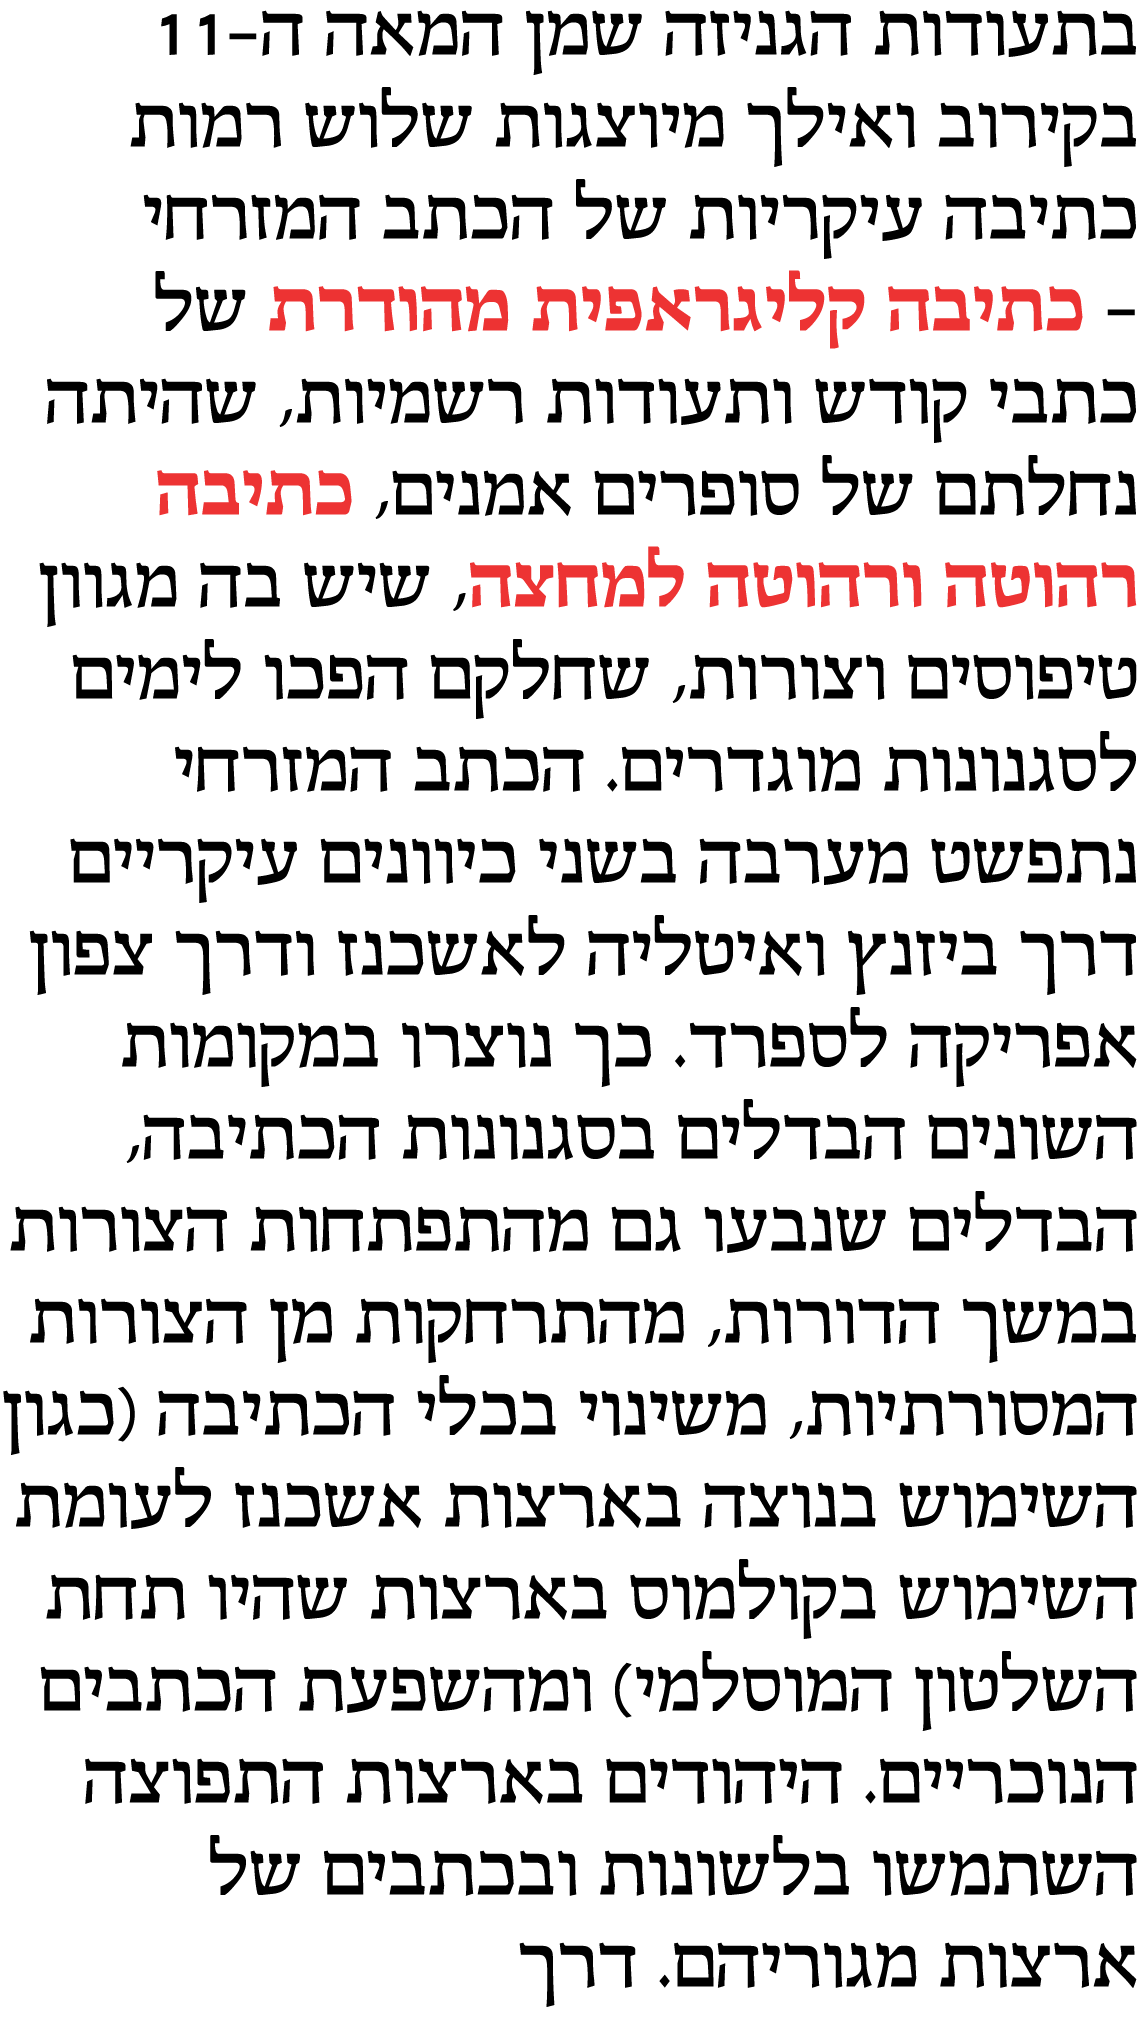 בתעודות הגניזה שמן המאה ה-11
בקירוב ואילך מיוצגות שלוש רמות
כתיבה עיקריות של הכתב המזרחי
- כתיבה קליגראפית מהודרת של
כתבי קודש ותעודות רשמיות, שהיתה
נחלתם של סופרים אמנים, כתיבה
רהוטה ורהוטה למחצה, שיש בה מגוון
טיפוסים וצורות, שחלקם הפכו לימים
לסגנונות מוגדרים. הכתב המזרחי
נתפשט מערבה בשני כיוונים עיקריים
דרך ביזנץ ואיטליה לאשכנז ודרך צפון
אפריקה לספרד. כך נוצרו במקומות
השונים הבדלים בסגנונות הכתיבה,
הבדלים שנבעו גם מהתפתחות הצורות
במשך הדורות, מהתרחקות מן הצורות
המסורתיות, משינוי בכלי הכתיבה (כגון
השימוש בנוצה בארצות אשכנז לעומת
השימוש בקולמוס בארצות שהיו תחת
השלטון המוסלמי) ומהשפעת הכתבים
הנוכריים. היהודים בארצות התפוצה
השתמשו בלשונות ובכתבים של
ארצות מגוריהם. דרך